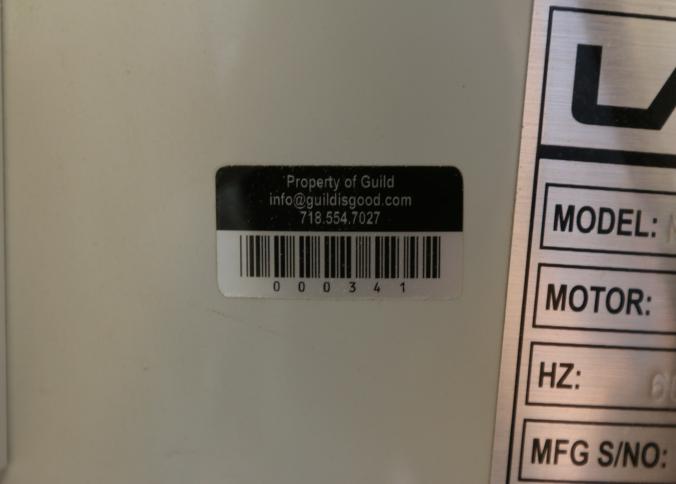 Property of Guild
info@guildisgood.com
718.554.7027
000341
MODEL:
MOTOR:
HZ:
MFG S/NO: